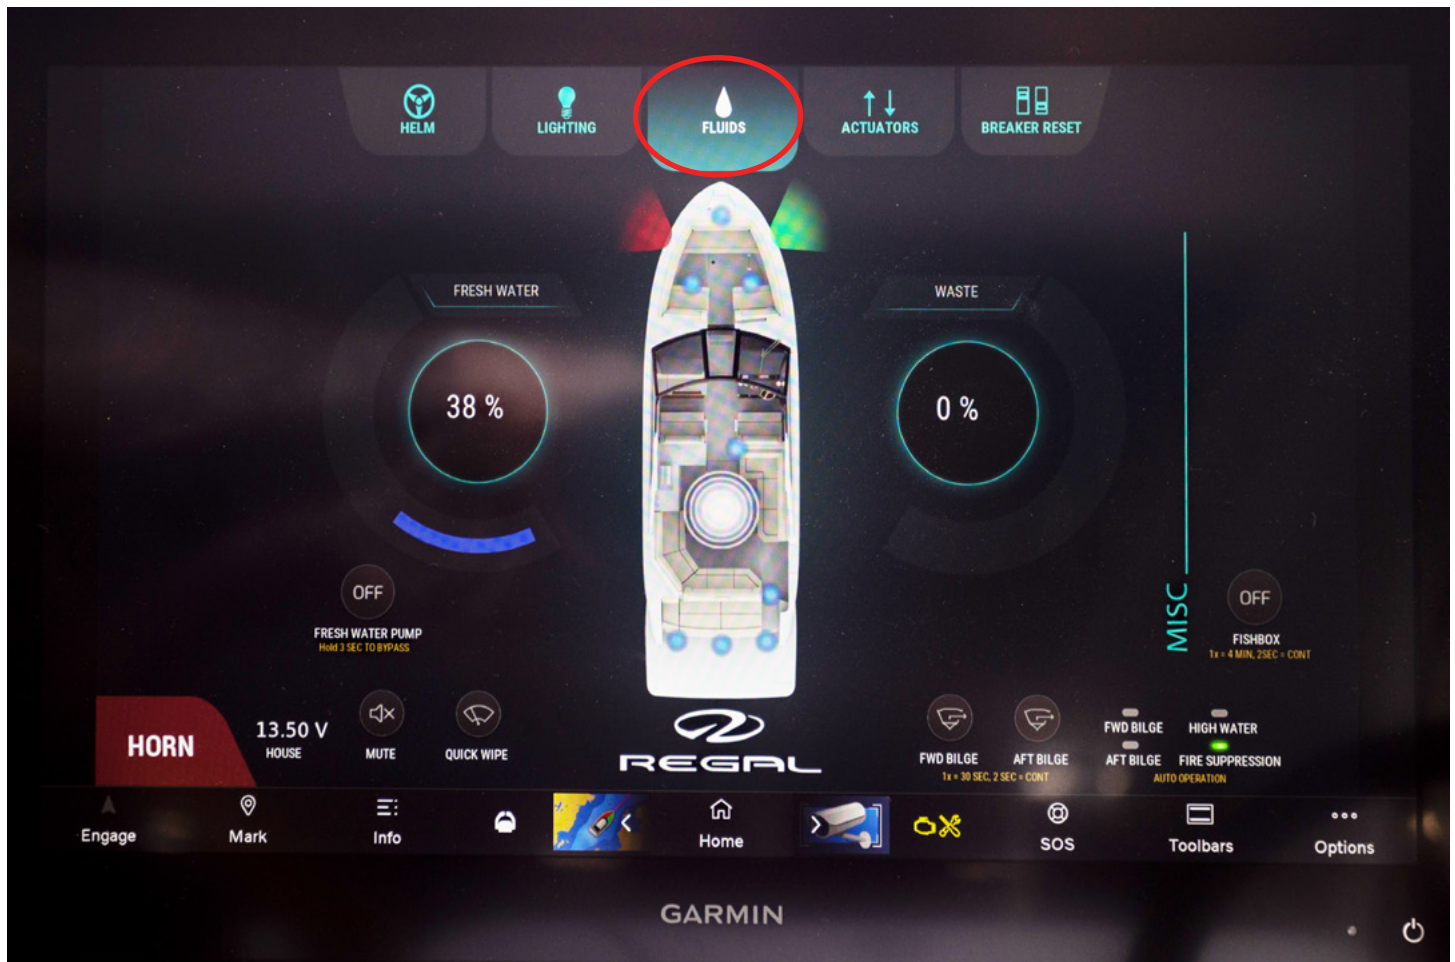 HELM
LIGHTING
FLUIDS
ACTUATORS
BREAKER RESET
FRESH WATER
WASTE
38 %
0 %
MISC
OFF
FRESH WATER PUMP
Hold 3 SEC TO BYPASS
OFF
FISHBOX
1x = 4 MIN, 2SEC = CONT
HORN
13.50 V
HOUSE
MUTE
QUICK WIPE
REGAL
FWD BILGE
AFT BILGE
1x = 30 SEC, 2 SEC = CONT
FWD BILGE
HIGH WATER
AFT BILGE
FIRE SUPPRESSION
AUTO OPERATION
Engage
Mark
Info
Home
SOS
Toolbars
Options
GARMIN